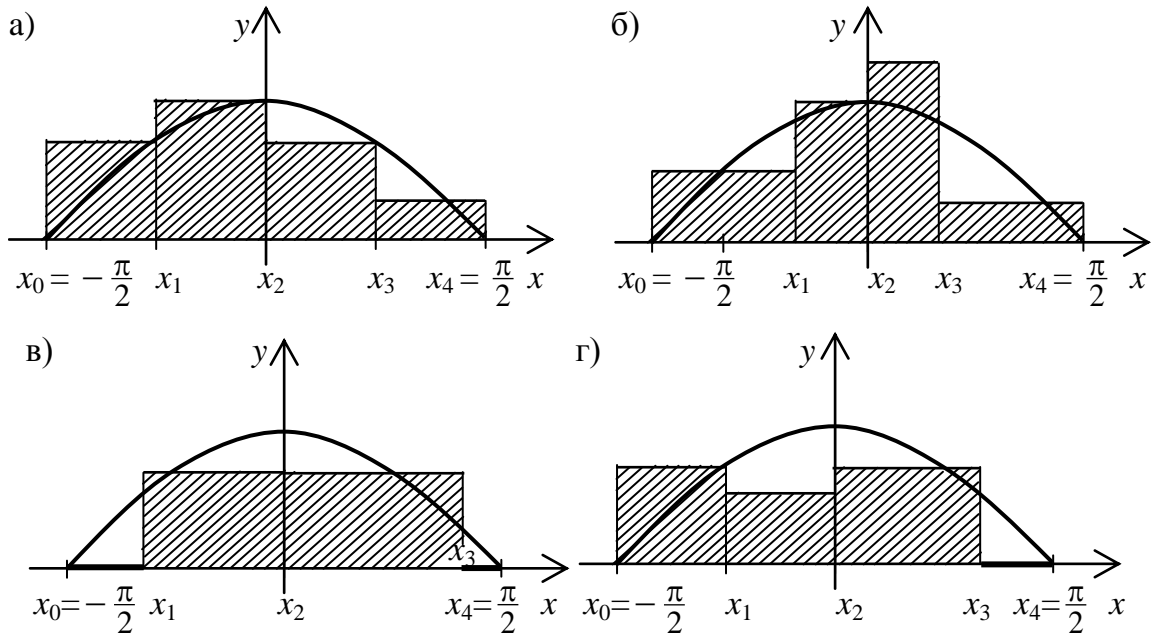 а) y
x₀ = − π/2 x₁ x₂ x₃ x₄ = π/2 x
б) y
x₀ = − π/2 x₁ x₂ x₃ x₄ = π/2 x
в) y
x₃
x₀ = − π/2 x₁ x₂ x₄ = π/2 x
г) y
x₀ = − π/2 x₁ x₂ x₃ x₄ = π/2 x